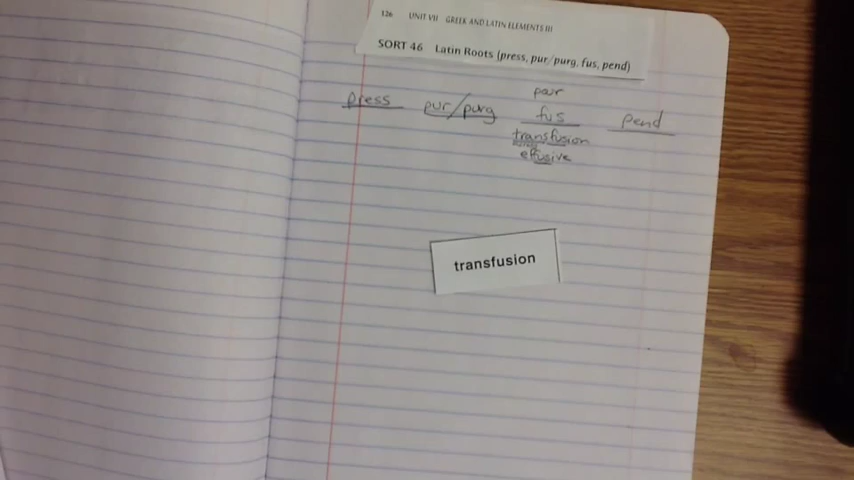 126 UNIT VII GREEK AND LATIN ELEMENTS III
SORT 46 Latin Roots (press, pur/purg, fus, pend)
pour
press pur/purg fus pend
transfusion
effusive
transfusion